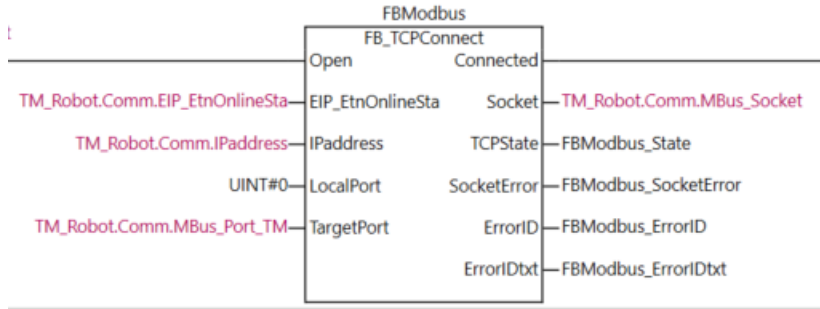 FBModbus
FB_TCPConnect
Open Connected
TM_Robot.Comm.EIP_EtnOnlineSta EIP_EtnOnlineSta Socket TM_Robot.Comm.MBus_Socket
TM_Robot.Comm.IPaddress IPaddress TCPState FBModbus_State
UINT#0 LocalPort SocketError FBModbus_SocketError
TM_Robot.Comm.MBus_Port_TM TargetPort ErrorID FBModbus_ErrorID
ErrorIDtxt FBModbus_ErrorIDtxt